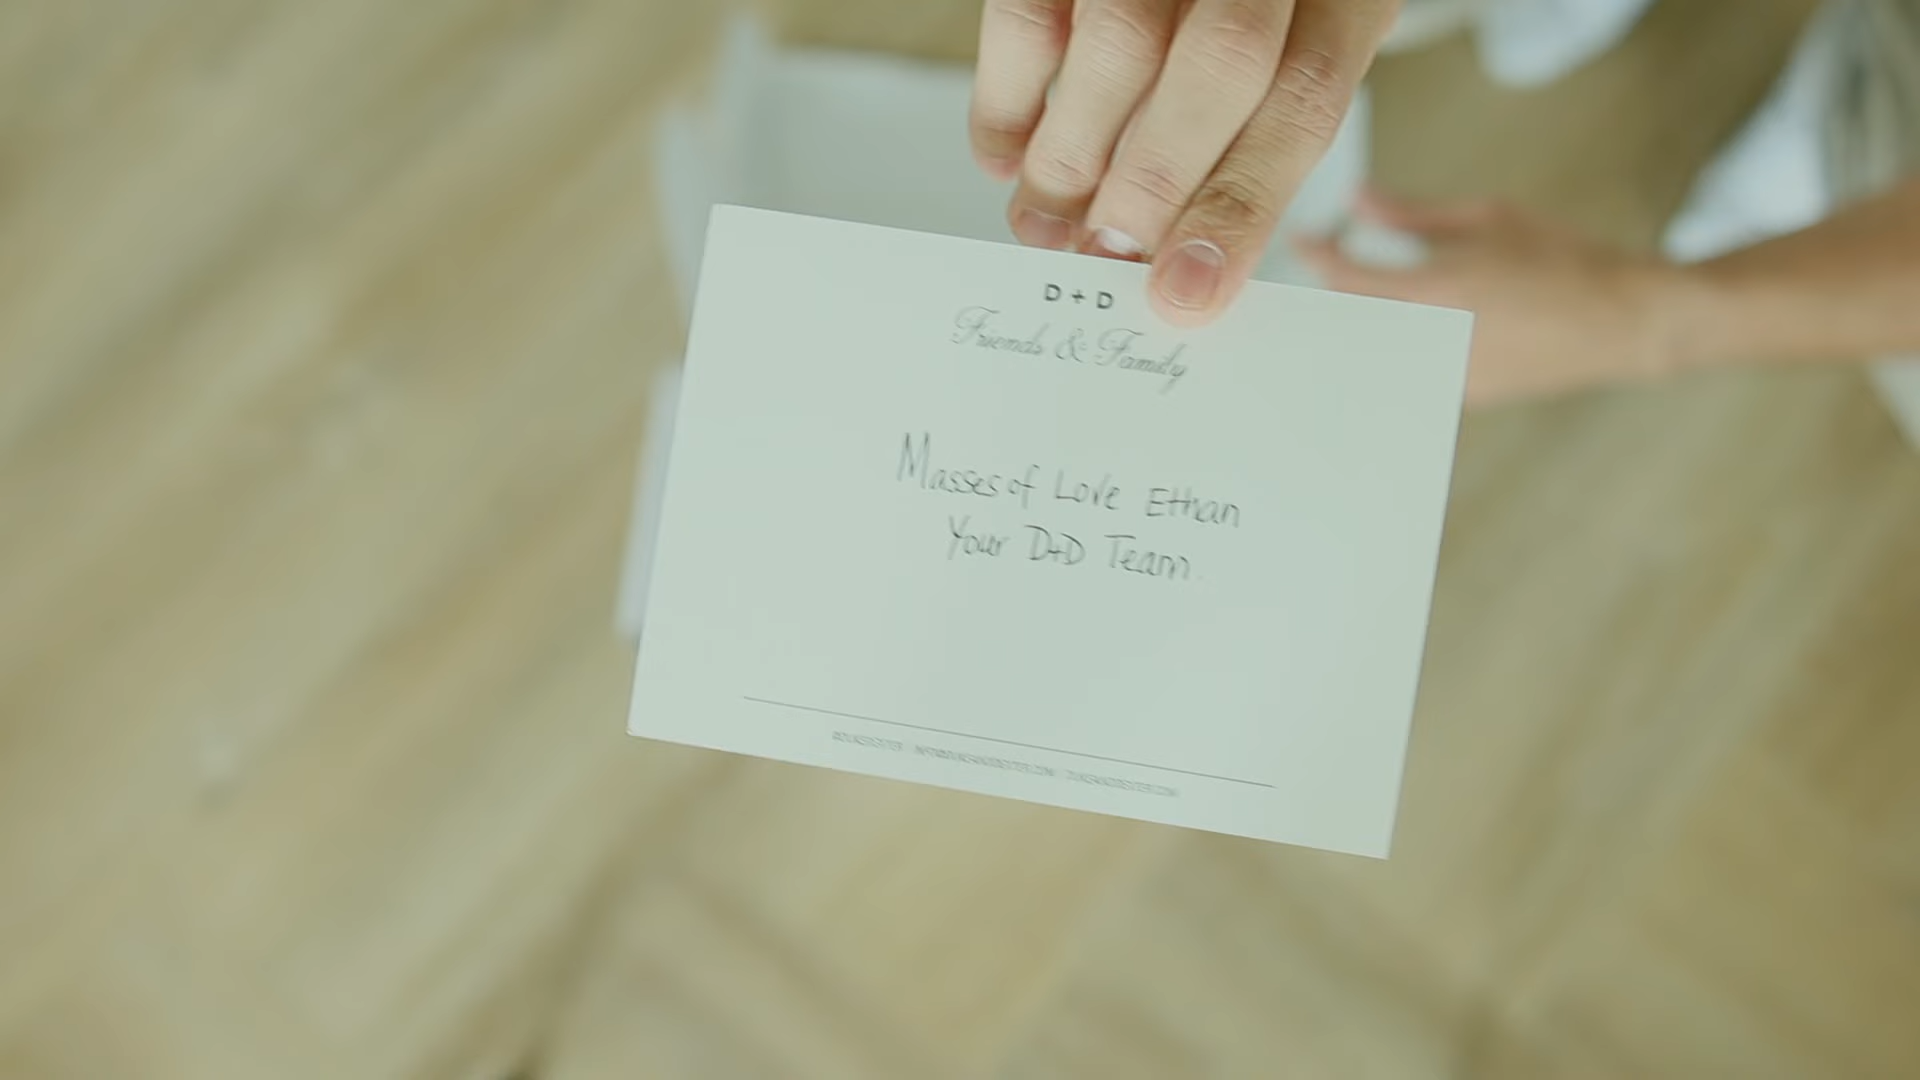 D + D
Friends & Family
Masses of Love Ethan
Your D+D Team